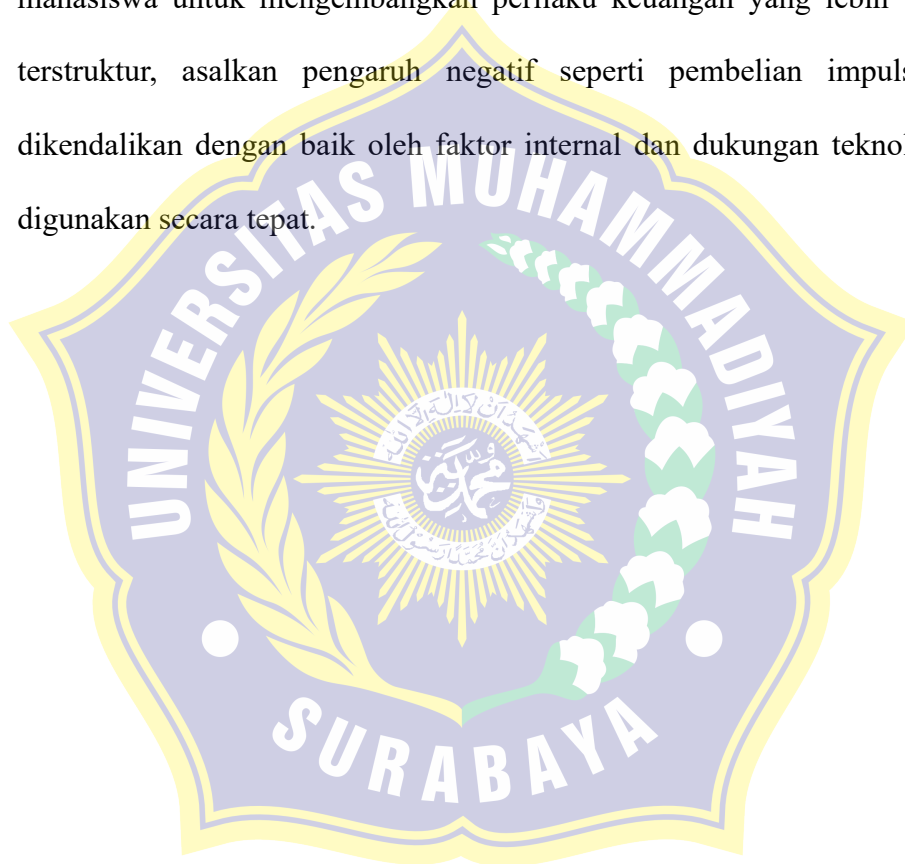 mahasiswa untuk mengembangkan perilaku keuangan yang lebih
terstruktur, asalkan pengaruh negatif seperti pembelian impuls
dikendalikan dengan baik oleh faktor internal dan dukungan teknol
digunakan secara tepat.
UNIVERSITAS MUHAMMADIYAH
SURABAYA